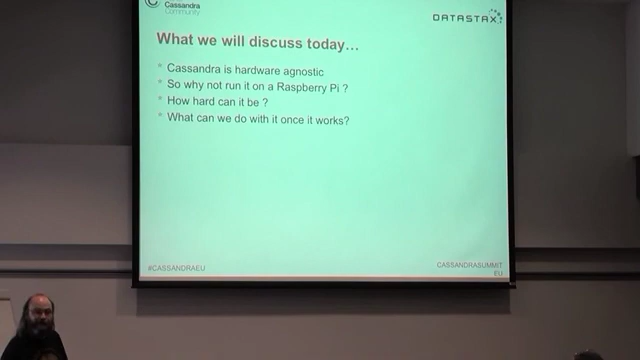 Cassandra
Community
DATASTAX
What we will discuss today…
* Cassandra is hardware agnostic
* So why not run it on a Raspberry Pi ?
* How hard can it be ?
* What can we do with it once it works?
#CASSANDRAEU
CASSANDRASUMMIT
EU